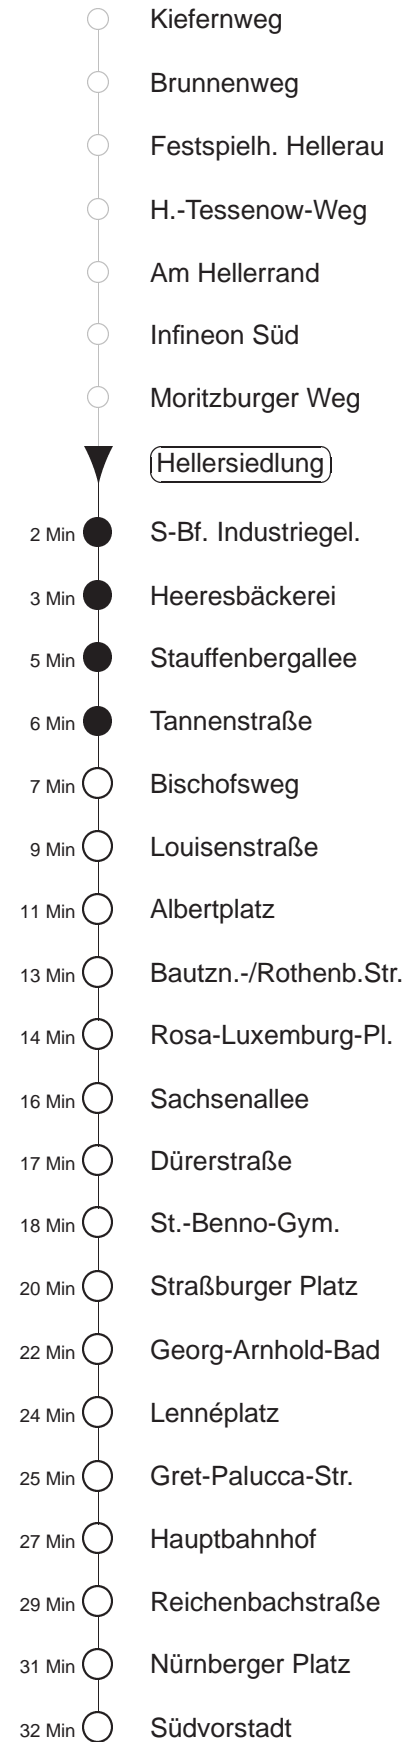 Kiefernweg
Brunnenweg
Festspielh. Hellerau
H.-Tessenow-Weg
Am Hellerrand
Infineon Süd
Moritzburger Weg
Hellersiedlung
2 Min S-Bf. Industriegel.
3 Min Heeresbäckerei
5 Min Stauffenbergallee
6 Min Tannenstraße
7 Min Bischofsweg
9 Min Louisenstraße
11 Min Albertplatz
13 Min Bautzn.-/Rothenb.Str.
14 Min Rosa-Luxemburg-Pl.
16 Min Sachsenallee
17 Min Dürerstraße
18 Min St.-Benno-Gym.
20 Min Straßburger Platz
22 Min Georg-Arnhold-Bad
24 Min Lennéplatz
25 Min Gret-Palucca-Str.
27 Min Hauptbahnhof
29 Min Reichenbachstraße
31 Min Nürnberger Platz
32 Min Südvorstadt